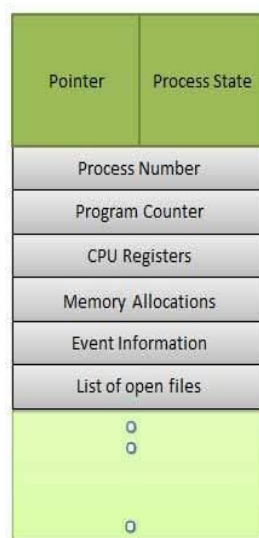 Pointer Process State
Process Number
Program Counter
CPU Registers
Memory Allocations
Event Information
List of open files